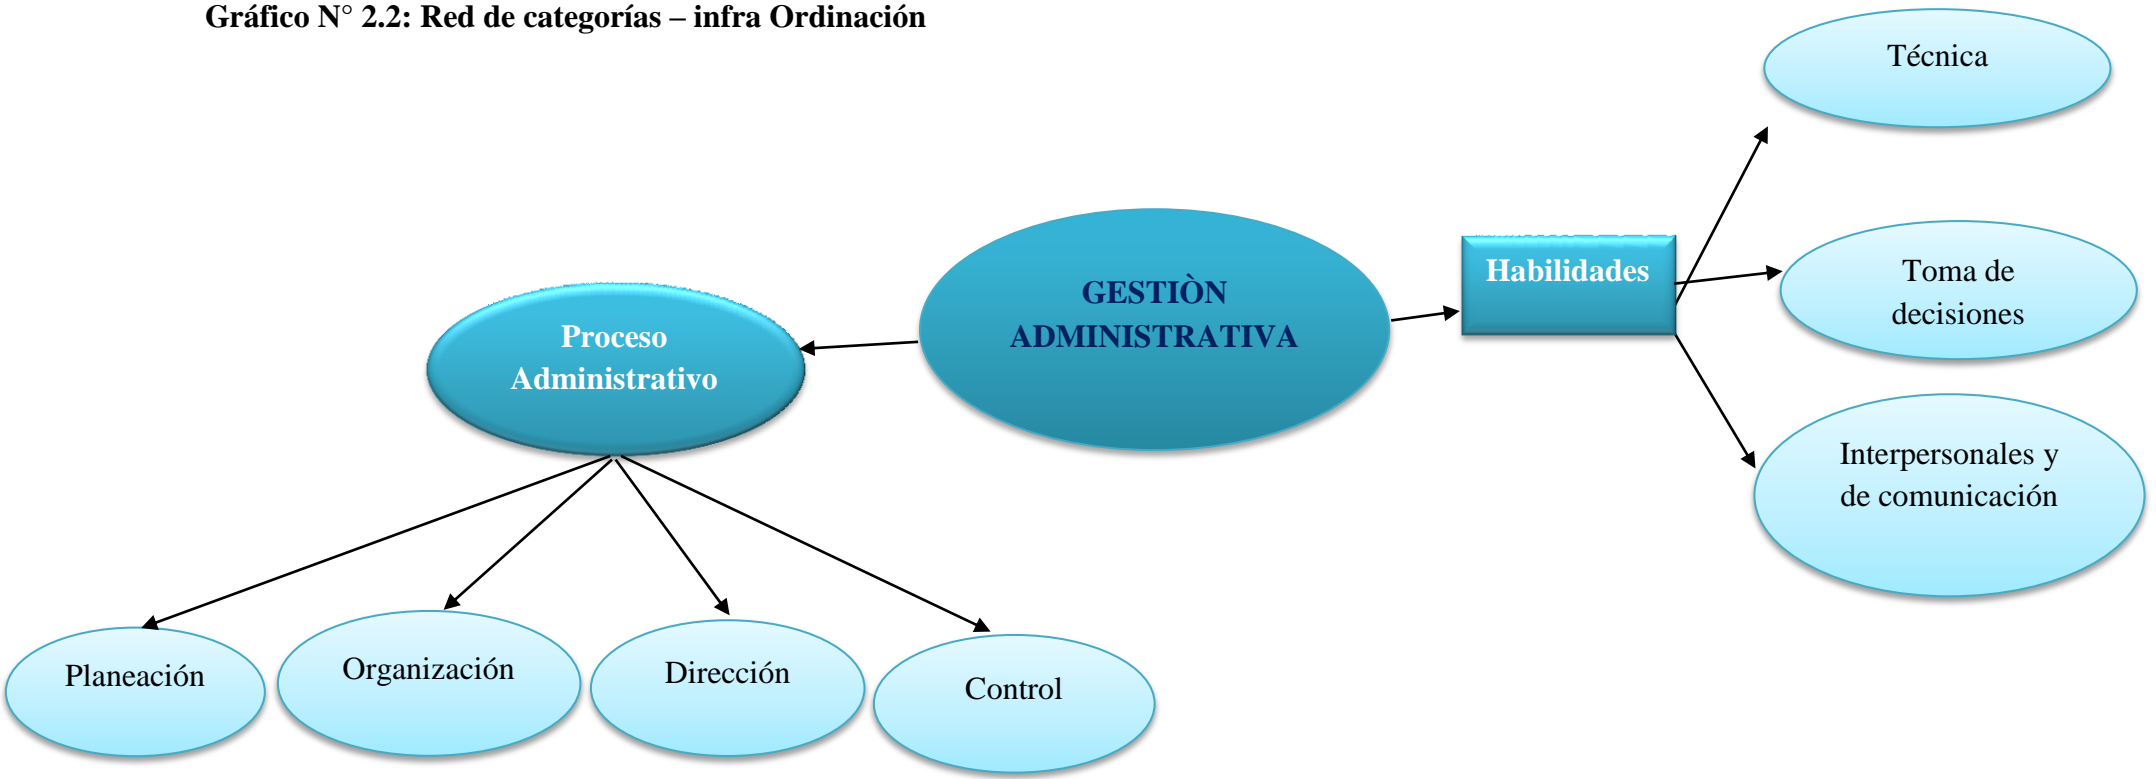 Gráfico N° 2.2: Red de categorías – infra Ordinación
Técnica
Habilidades
Toma de
decisiones
GESTIÒN
ADMINISTRATIVA
Proceso
Administrativo
Interpersonales y
de comunicación
Planeación
Organización
Dirección
Control